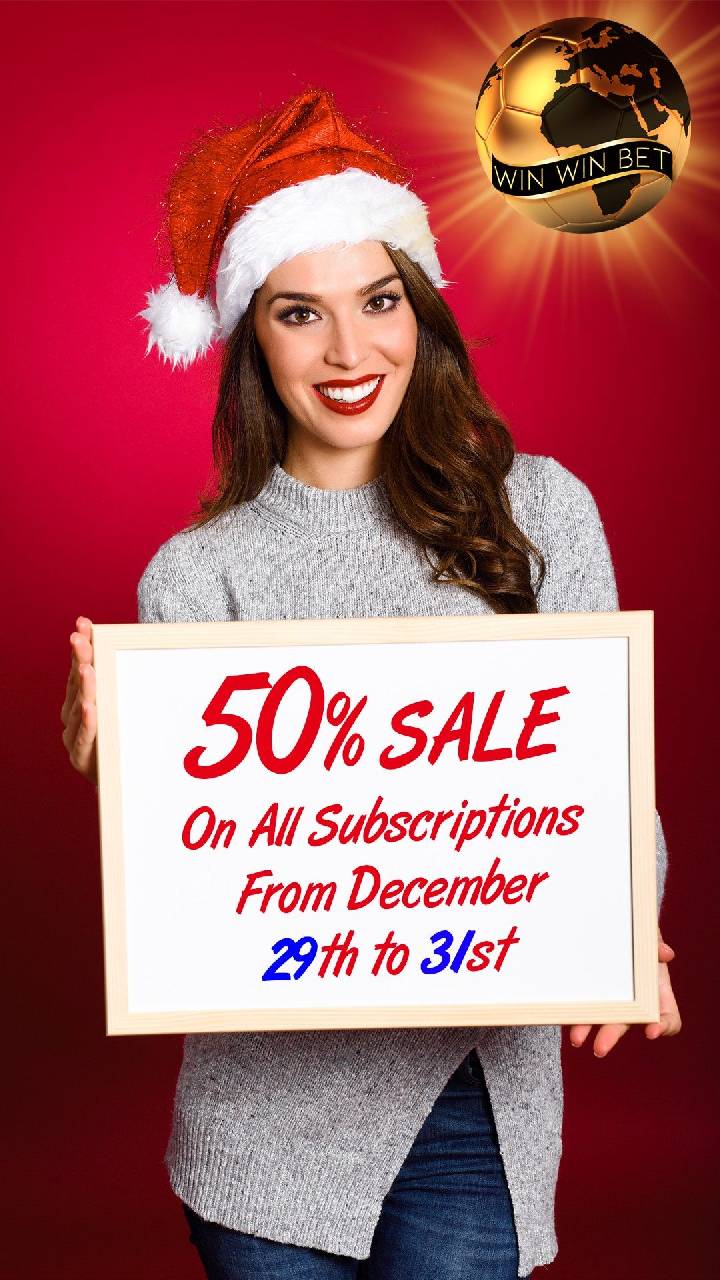 WIN WIN BET
50% SALE
On All Subscriptions
From December
29th to 31st